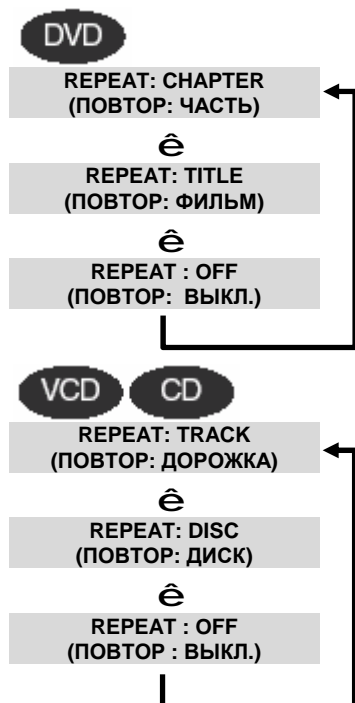 DVD
REPEAT: CHAPTER
(ПОВТОР: ЧАСТЬ)
ê
REPEAT: TITLE
(ПОВТОР: ФИЛЬМ)
ê
REPEAT : OFF
(ПОВТОР: ВЫКЛ.)
VCD CD
REPEAT: TRACK
(ПОВТОР: ДОРОЖКА)
ê
REPEAT: DISC
(ПОВТОР: ДИСК)
ê
REPEAT : OFF
(ПОВТОР : ВЫКЛ.)